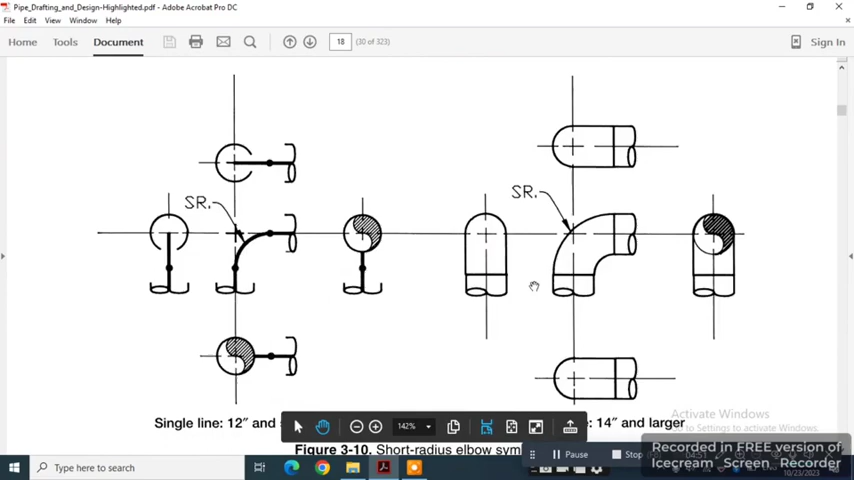 Pipe_Drafting_and_Design-Highlighted.pdf - Adobe Acrobat Pro DC
File Edit View Window Help
Home Tools Document 18 (30 of 323) Sign In
SR.
SR.
Single line: 12″ and
: 14″ and larger
142%
Activate Windows
Go to Settings to activate Windows.
Figure 3-10. Short-radius elbow sym
Pause Stop 04:51
Recorded in FREE version of
Icecream Screen Recorder
Type here to search
10/23/2023